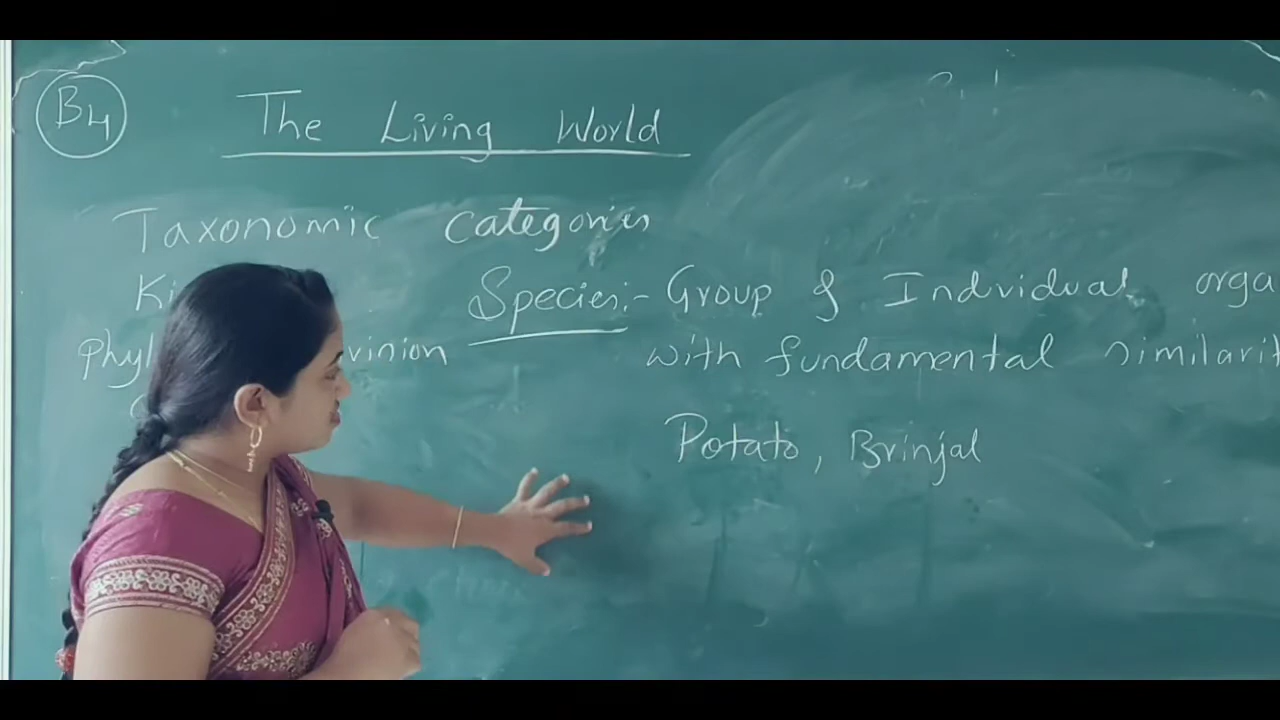 B4
The Living World
Taxonomic categories
Ki
Species:- Group of Individual orga
phyl vinion
with fundamental similarit
Potato, Brinjal